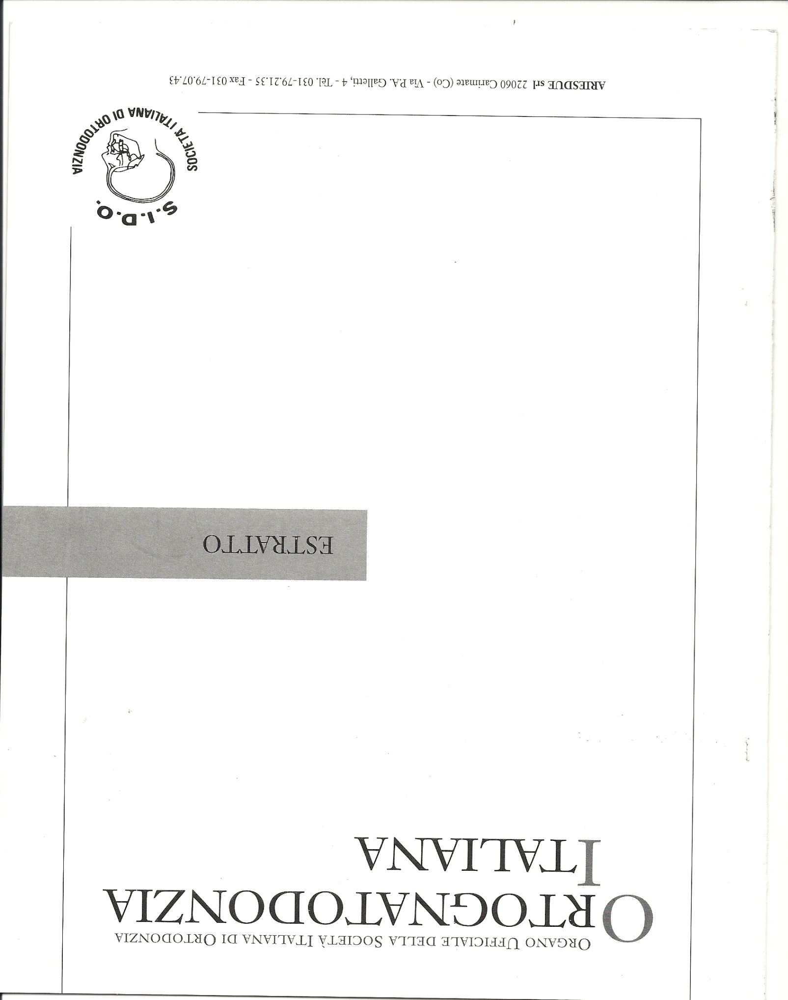 ORGANO UFFICIALE DELLA SOCIETÀ ITALIANA DI ORTODONZIA
ORTOGNATODONZIA
ITALIANA
ESTRATTO
S.I.D.O.
SOCIETA' ITALIANA DI ORTODONZIA
ARIESDUE srl 22060 Carimate (Co) - Via P.A. Galletti, 4 - Tel. 031-79.21.35 - Fax 031-79.07.43